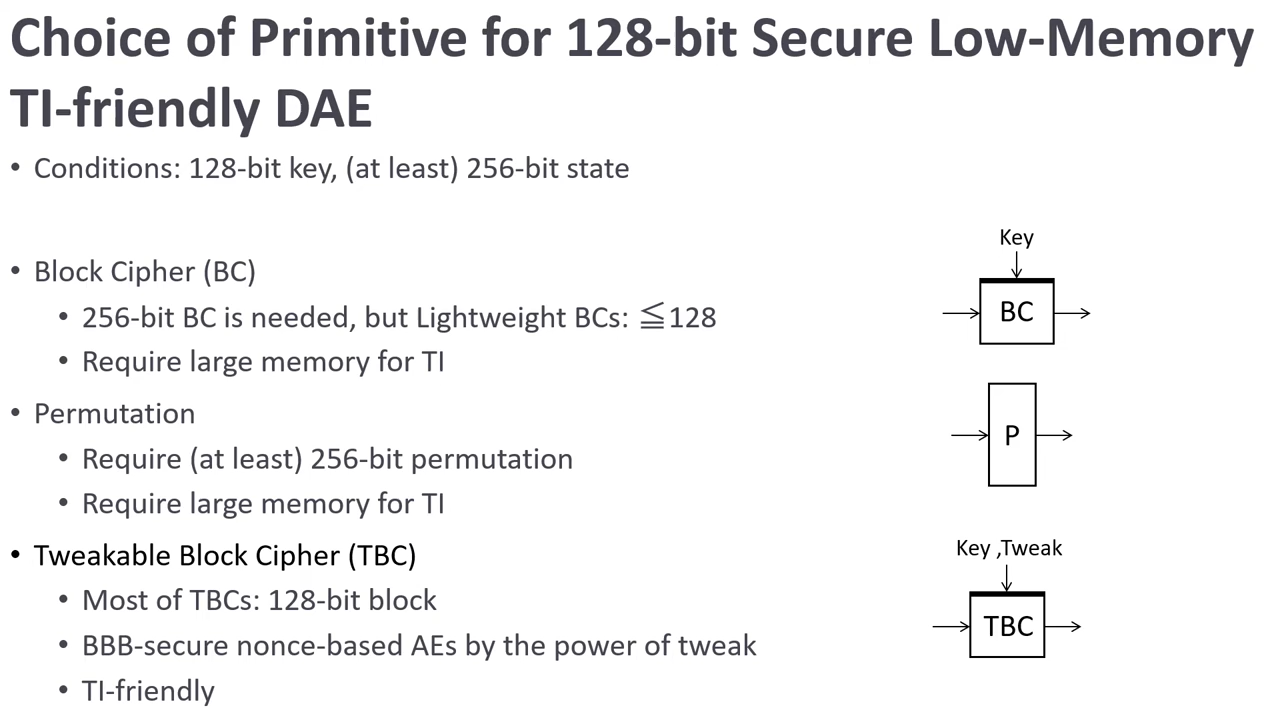 Choice of Primitive for 128-bit Secure Low-Memory
TI-friendly DAE
• Conditions: 128-bit key, (at least) 256-bit state
• Block Cipher (BC)
• 256-bit BC is needed, but Lightweight BCs: ≦128
• Require large memory for TI
• Permutation
• Require (at least) 256-bit permutation
• Require large memory for TI
• Tweakable Block Cipher (TBC)
• Most of TBCs: 128-bit block
• BBB-secure nonce-based AEs by the power of tweak
• TI-friendly
Key
BC
P
Key ,Tweak
TBC